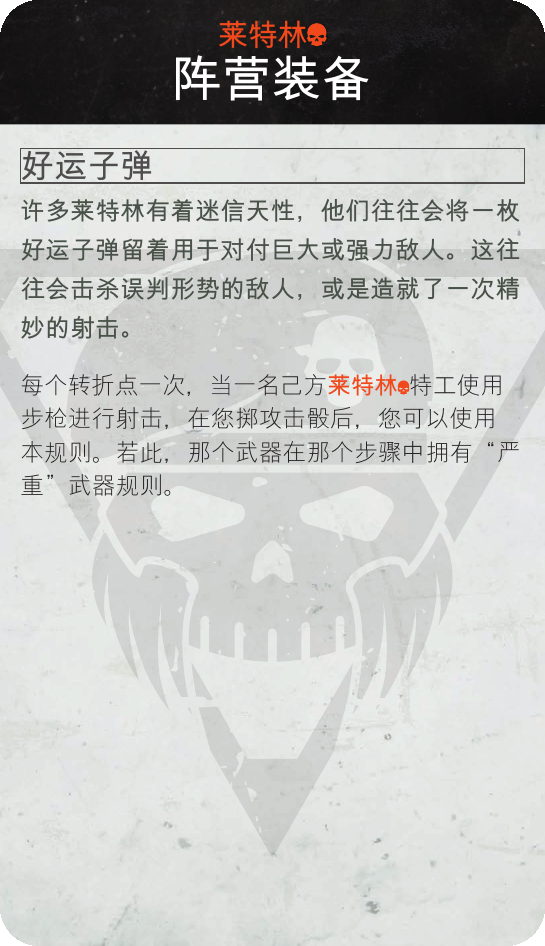 莱特林
阵营装备
好运子弹
许多莱特林有着迷信天性，他们往往会将一枚
好运子弹留着用于对付巨大或强力敌人。这往
往会击杀误判形势的敌人，或是造就了一次精
妙的射击。
每个转折点一次，当一名己方莱特林特工使用
步枪进行射击，在您掷攻击骰后，您可以使用
本规则。若此，那个武器在那个步骤中拥有“严
重”武器规则。